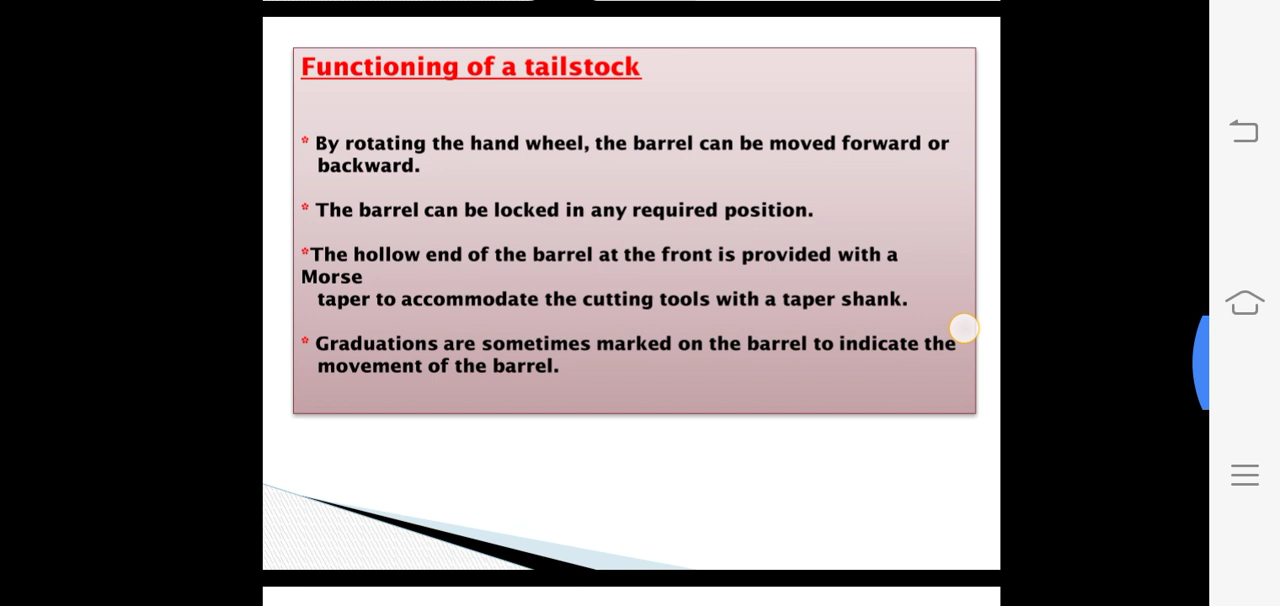 Functioning of a tailstock
* By rotating the hand wheel, the barrel can be moved forward or
backward.
* The barrel can be locked in any required position.
*The hollow end of the barrel at the front is provided with a
Morse
taper to accommodate the cutting tools with a taper shank.
* Graduations are sometimes marked on the barrel to indicate the
movement of the barrel.